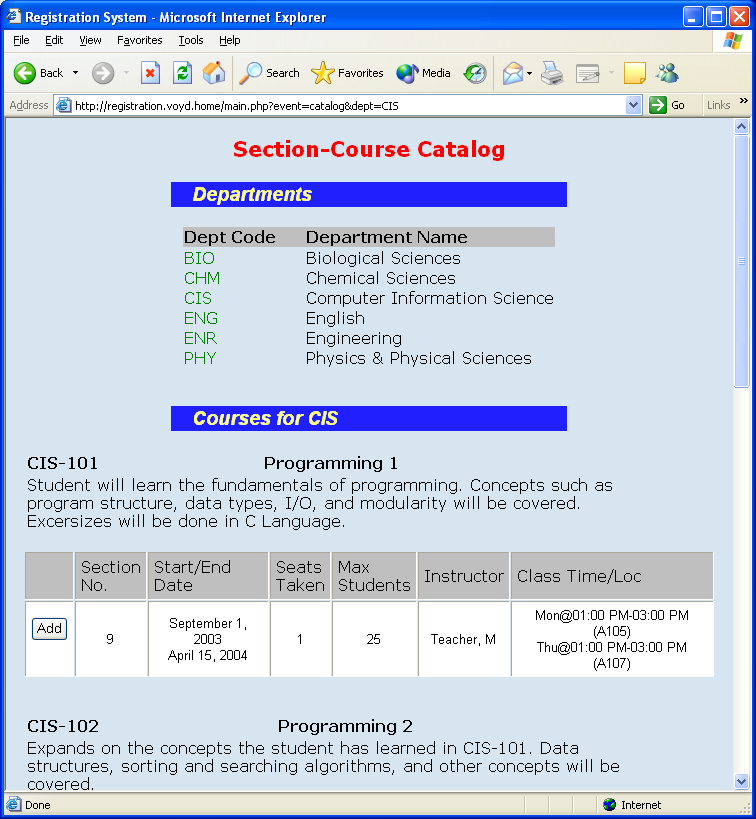 Registration System - Microsoft Internet Explorer
File Edit View Favorites Tools Help
Back Search Favorites Media
Address http://registration.voyd.home/main.php?event=catalog&dept=CIS Go Links »
Section-Course Catalog
Departments
Dept Code Department Name
BIO Biological Sciences
CHM Chemical Sciences
CIS Computer Information Science
ENG English
ENR Engineering
PHY Physics & Physical Sciences
Courses for CIS
CIS-101 Programming 1
Student will learn the fundamentals of programming. Concepts such as
program structure, data types, I/O, and modularity will be covered.
Excersizes will be done in C Language.
Section No. Start/End Date Seats Taken Max Students Instructor Class Time/Loc
Add 9 September 1, 2003 April 15, 2004 1 25 Teacher, M Mon@01:00 PM-03:00 PM (A105) Thu@01:00 PM-03:00 PM (A107)
CIS-102 Programming 2
Expands on the concepts the student has learned in CIS-101. Data
structures, sorting and searching algorithms, and other concepts will be
covered.
Done Internet